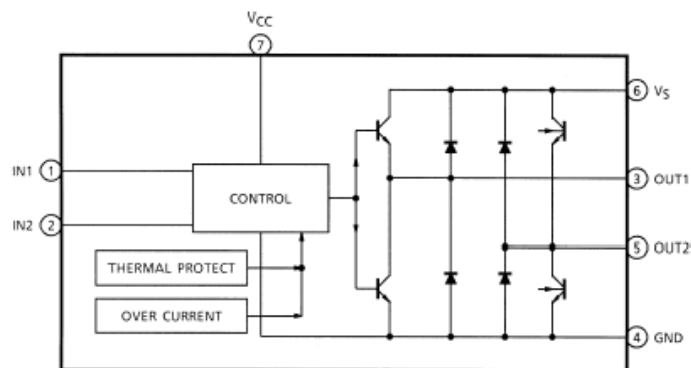 VCC
7
6 VS
IN1 1
CONTROL
3 OUT1
IN2 2
5 OUT2
THERMAL PROTECT
OVER CURRENT
4 GND